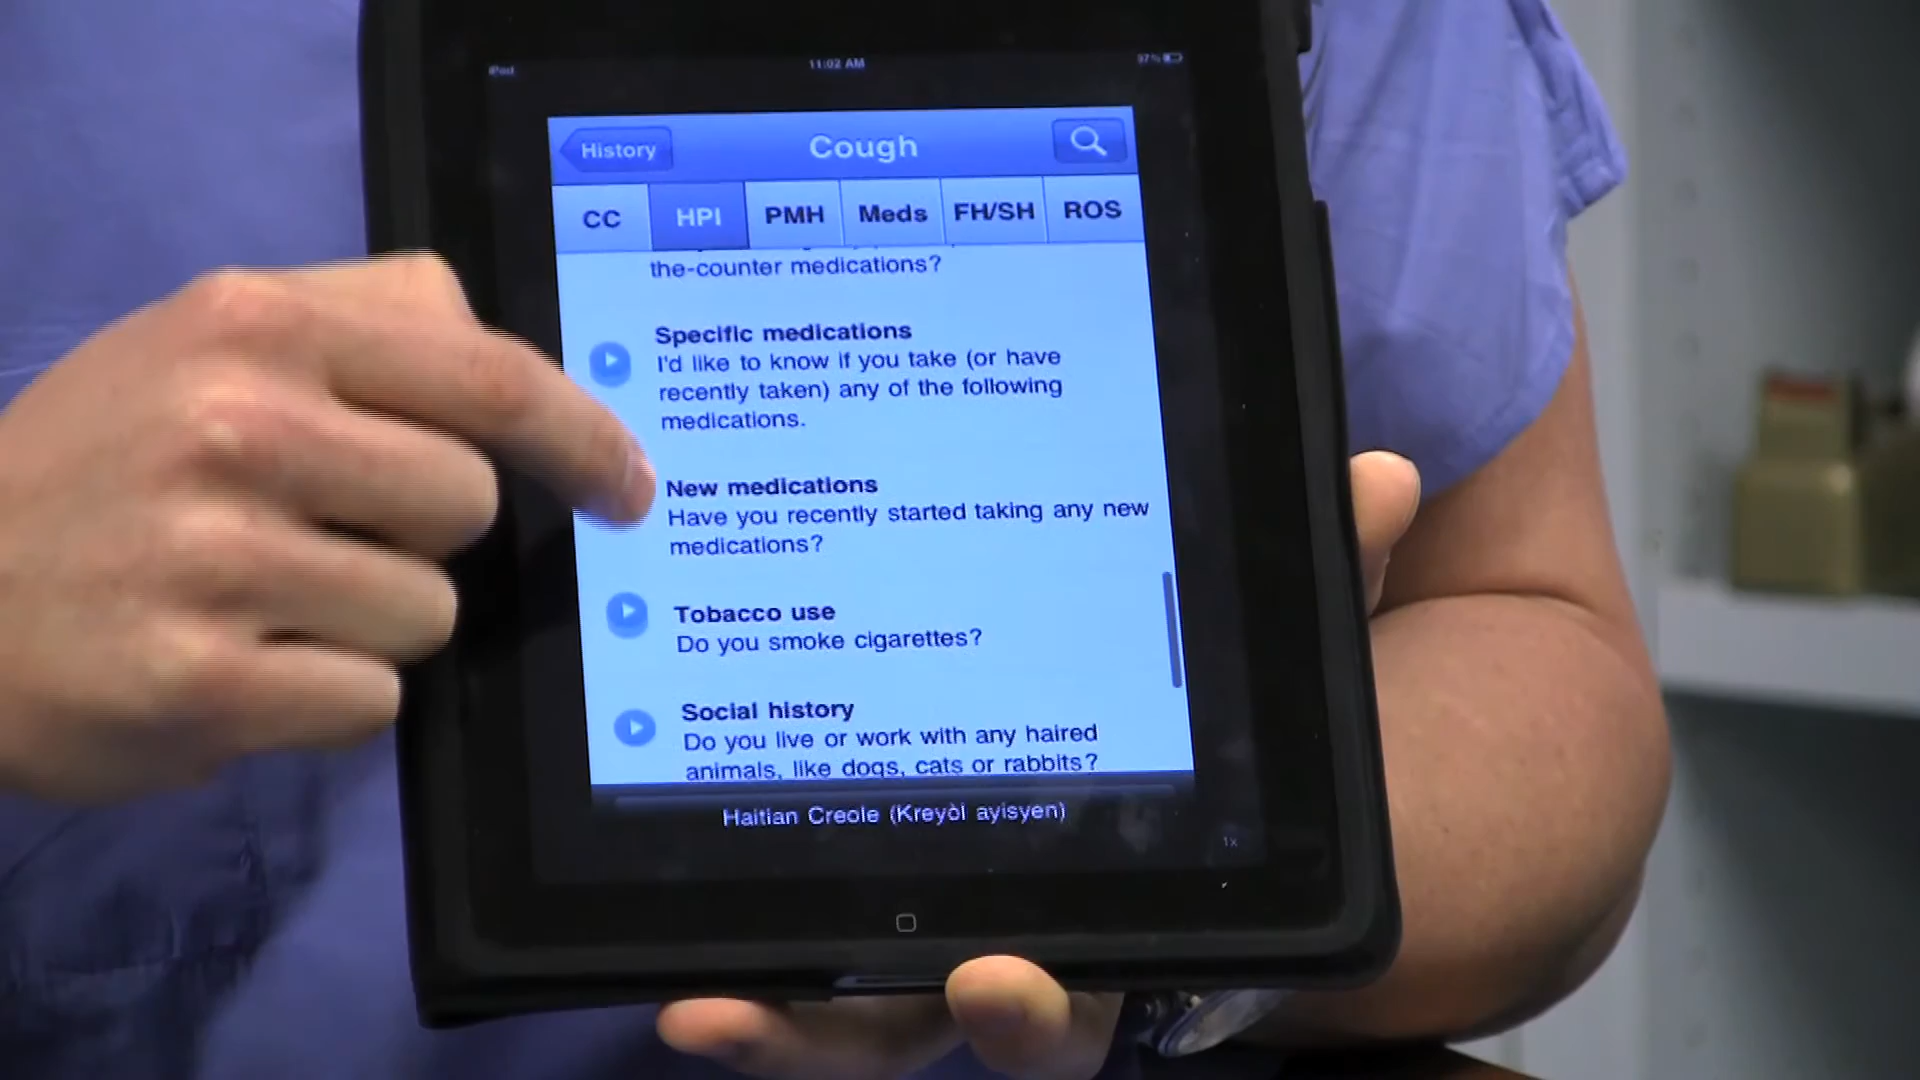 iPod
11:02 AM
97%
History
Cough
CC
HPI
PMH
Meds
FH/SH
ROS
the-counter medications?
Specific medications
I'd like to know if you take (or have
recently taken) any of the following
medications.
New medications
Have you recently started taking any new
medications?
Tobacco use
Do you smoke cigarettes?
Social history
Do you live or work with any haired
animals, like dogs, cats or rabbits?
Haitian Creole (Kreyòl ayisyen)
1x